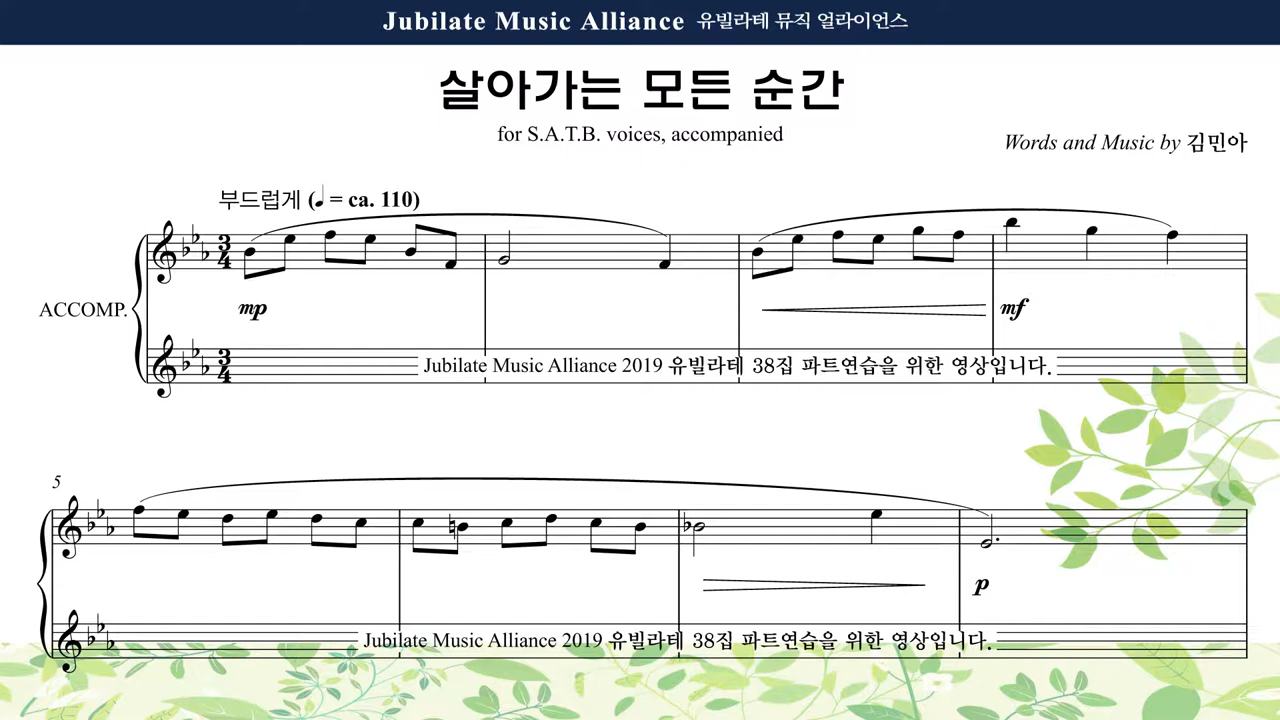 Jubilate Music Alliance 유빌라테 뮤직 얼라이언스
살아가는 모든 순간
for S.A.T.B. voices, accompanied
Words and Music by 김민아
부드럽게 (♩ = ca. 110)
3 4
ACCOMP.
mp
mf
3 4
Jubilate Music Alliance 2019 유빌라테 38집 파트연습을 위한 영상입니다.
5
p
Jubilate Music Alliance 2019 유빌라테 38집 파트연습을 위한 영상입니다.